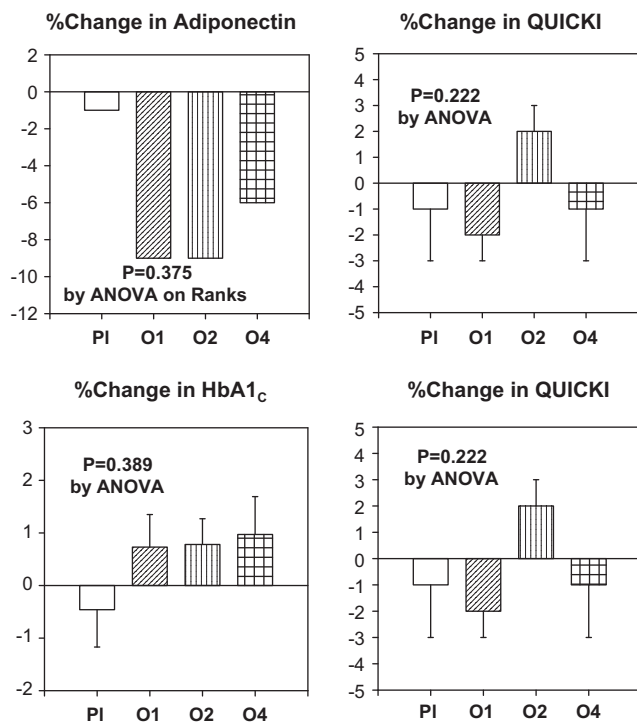 %Change in Adiponectin
2
0
-2
-4
-6
-8
-10
-12
P=0.375
by ANOVA on Ranks
PI O1 O2 O4
%Change in QUICKI
5
4
3
2
1
0
-1
-2
-3
-4
-5
P=0.222
by ANOVA
PI O1 O2 O4
%Change in HbA1c
3
2
1
0
-1
-2
P=0.389
by ANOVA
PI O1 O2 O4
%Change in QUICKI
5
4
3
2
1
0
-1
-2
-3
-4
-5
P=0.222
by ANOVA
PI O1 O2 O4